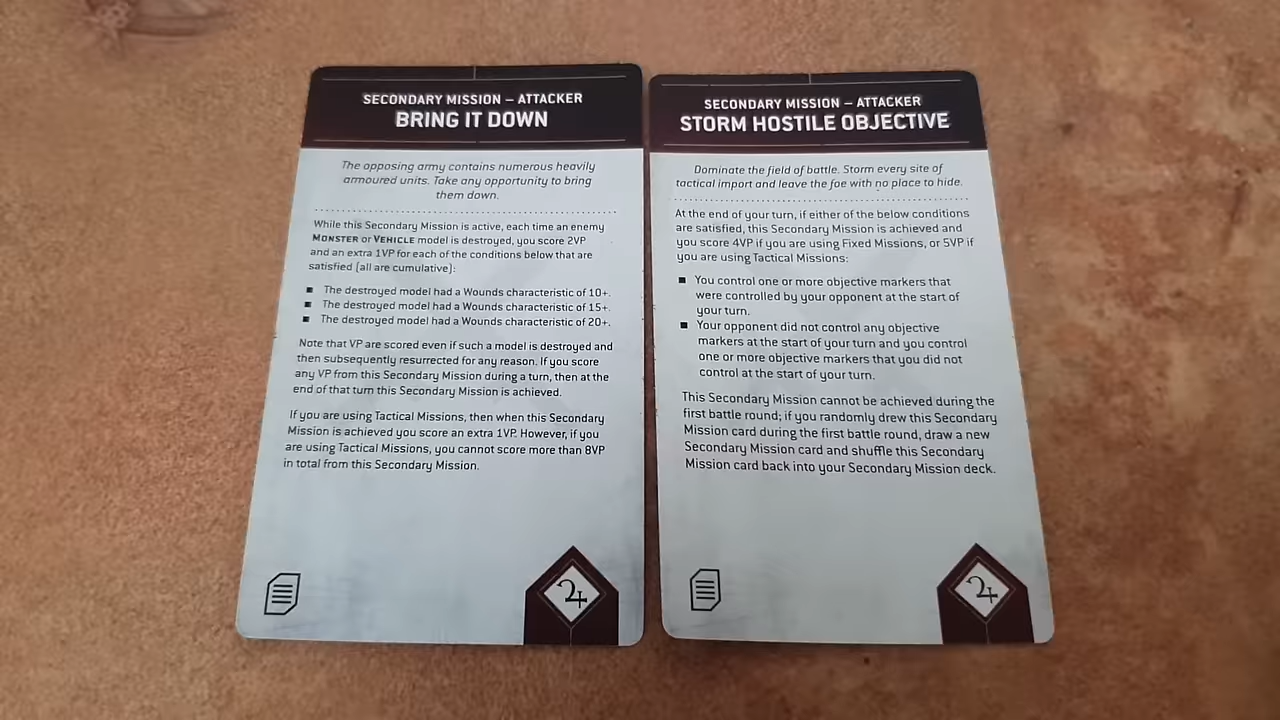 SECONDARY MISSION – ATTACKER
BRING IT DOWN
The opposing army contains numerous heavily
armoured units. Take any opportunity to bring
them down.
While this Secondary Mission is active, each time an enemy
MONSTER or VEHICLE model is destroyed, you score 2VP
and an extra 1VP for each of the conditions below that are
satisfied (all are cumulative):
■ The destroyed model had a Wounds characteristic of 10+.
■ The destroyed model had a Wounds characteristic of 15+.
■ The destroyed model had a Wounds characteristic of 20+.
Note that VP are scored even if such a model is destroyed and
then subsequently resurrected for any reason. If you score
any VP from this Secondary Mission during a turn, then at the
end of that turn this Secondary Mission is achieved.
If you are using Tactical Missions, then when this Secondary
Mission is achieved you score an extra 1VP. However, if you
are using Tactical Missions, you cannot score more than 8VP
in total from this Secondary Mission.
SECONDARY MISSION – ATTACKER
STORM HOSTILE OBJECTIVE
Dominate the field of battle. Storm every site of
tactical import and leave the foe with no place to hide.
At the end of your turn, if either of the below conditions
are satisfied, this Secondary Mission is achieved and
you score 4VP if you are using Fixed Missions, or 5VP if
you are using Tactical Missions:
■ You control one or more objective markers that
were controlled by your opponent at the start of
your turn.
■ Your opponent did not control any objective
markers at the start of your turn and you control
one or more objective markers that you did not
control at the start of your turn.
This Secondary Mission cannot be achieved during the
first battle round; if you randomly drew this Secondary
Mission card during the first battle round, draw a new
Secondary Mission card and shuffle this Secondary
Mission card back into your Secondary Mission deck.